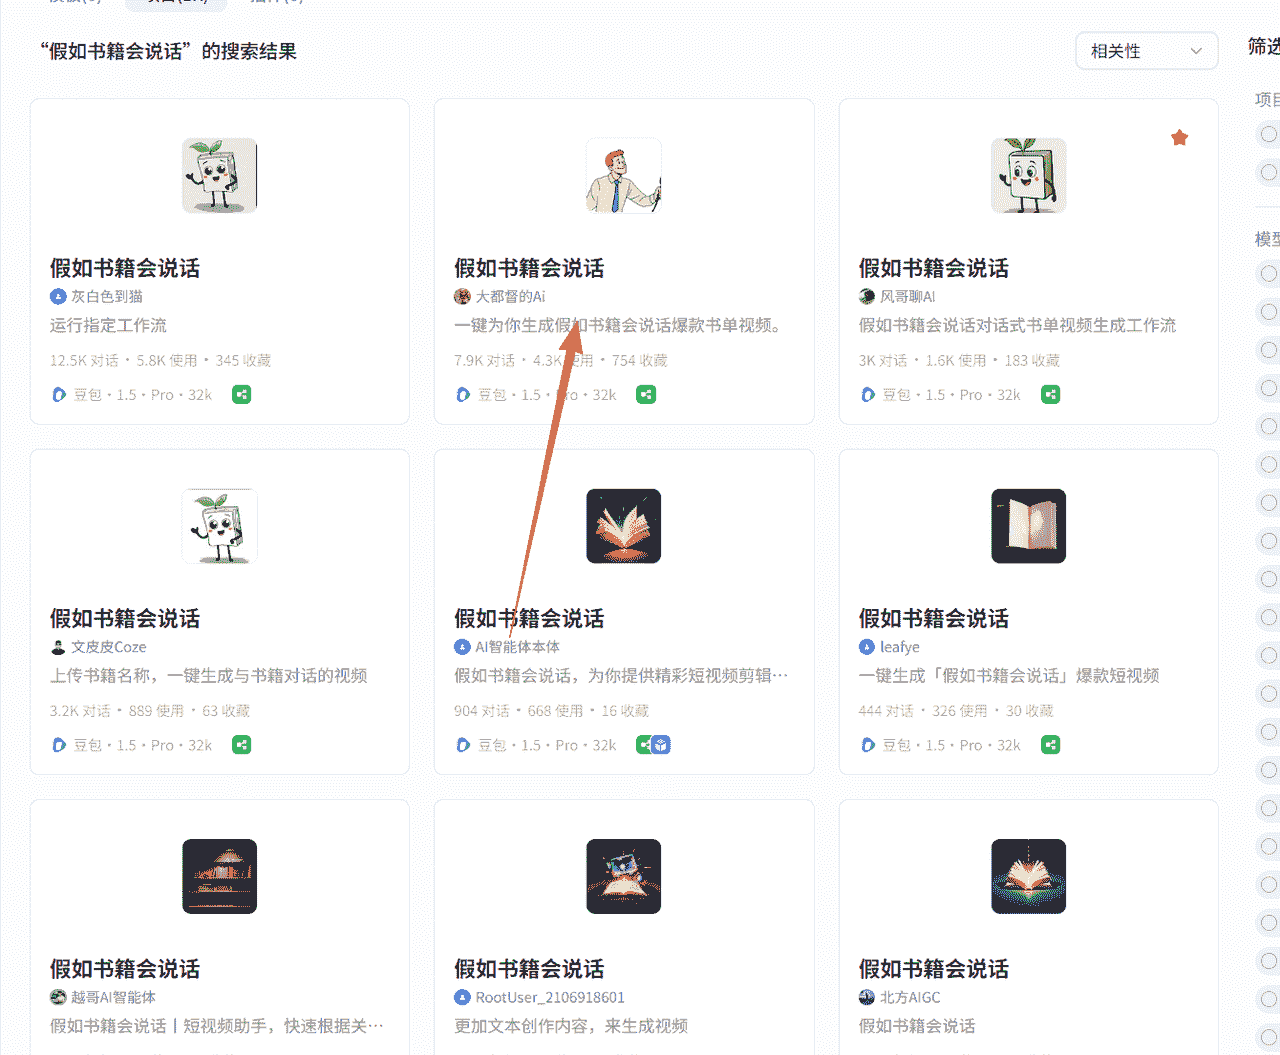 “假如书籍会说话”的搜索结果
相关性
筛选
项目
模型
假如书籍会说话
灰白色到猫
运行指定工作流
12.5K 对话 · 5.8K 使用 · 345 收藏
豆包 · 1.5 · Pro · 32k
假如书籍会说话
大都督的Ai
一键为你生成假如书籍会说话爆款书单视频。
7.9K 对话 · 4.3K 使用 · 754 收藏
豆包 · 1.5 · Pro · 32k
假如书籍会说话
风哥聊AI
假如书籍会说话对话式书单视频生成工作流
3K 对话 · 1.6K 使用 · 183 收藏
豆包 · 1.5 · Pro · 32k
假如书籍会说话
文皮皮Coze
上传书籍名称，一键生成与书籍对话的视频
3.2K 对话 · 889 使用 · 63 收藏
豆包 · 1.5 · Pro · 32k
假如书籍会说话
AI智能体本体
假如书籍会说话，为你提供精彩短视频剪辑…
904 对话 · 668 使用 · 16 收藏
豆包 · 1.5 · Pro · 32k
假如书籍会说话
leafye
一键生成「假如书籍会说话」爆款短视频
444 对话 · 326 使用 · 30 收藏
豆包 · 1.5 · Pro · 32k
假如书籍会说话
越哥AI智能体
假如书籍会说话丨短视频助手，快速根据关…
假如书籍会说话
RootUser_2106918601
更加文本创作内容，来生成视频
假如书籍会说话
北方AIGC
假如书籍会说话